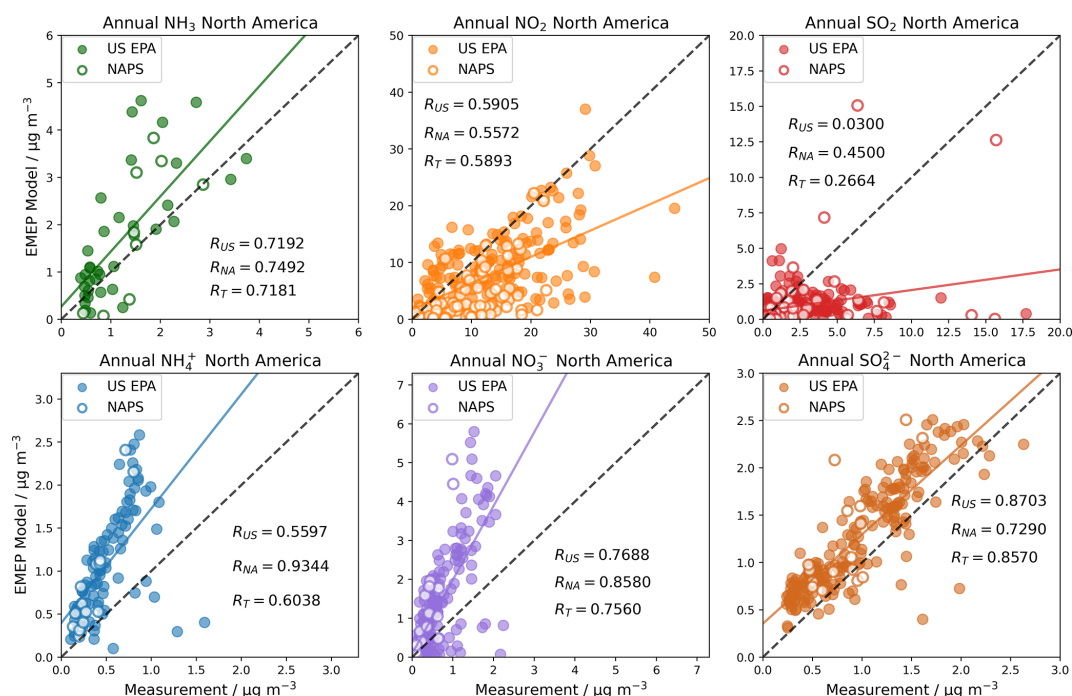 Annual NH₃ North America
6
5
4
3
2
1
0
EMEP Model / μg m⁻³
US EPA
NAPS
R_US = 0.7192
R_NA = 0.7492
R_T = 0.7181
0 1 2 3 4 5 6
Annual NO₂ North America
50
40
30
20
10
0
US EPA
NAPS
R_US = 0.5905
R_NA = 0.5572
R_T = 0.5893
0 10 20 30 40 50
Annual SO₂ North America
20.0
17.5
15.0
12.5
10.0
7.5
5.0
2.5
0.0
US EPA
NAPS
R_US = 0.0300
R_NA = 0.4500
R_T = 0.2664
0.0 2.5 5.0 7.5 10.0 12.5 15.0 17.5 20.0
Annual NH₄⁺ North America
3.0
2.5
2.0
1.5
1.0
0.5
0.0
EMEP Model / μg m⁻³
US EPA
NAPS
R_US = 0.5597
R_NA = 0.9344
R_T = 0.6038
0.0 0.5 1.0 1.5 2.0 2.5 3.0
Measurement / μg m⁻³
Annual NO₃⁻ North America
7
6
5
4
3
2
1
0
US EPA
NAPS
R_US = 0.7688
R_NA = 0.8580
R_T = 0.7560
0 1 2 3 4 5 6 7
Measurement / μg m⁻³
Annual SO₄²⁻ North America
3.0
2.5
2.0
1.5
1.0
0.5
0.0
US EPA
NAPS
R_US = 0.8703
R_NA = 0.7290
R_T = 0.8570
0.0 0.5 1.0 1.5 2.0 2.5 3.0
Measurement / μg m⁻³